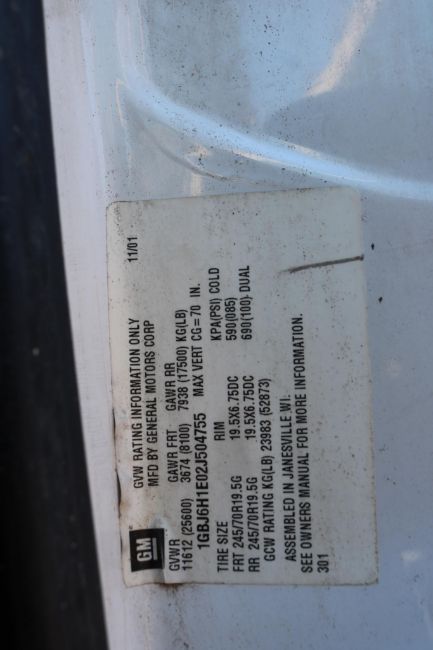 GM
GVW RATING INFORMATION ONLY 11/01
MFD BY GENERAL MOTORS CORP
GVWR GAWR FRT GAWR RR
11612 (25600) 3674 (8100) 7938 (17500) KG(LB)
1GBJ6H1E02J504755 MAX VERT CG=70 IN.
TIRE SIZE RIM KPA(PSI) COLD
FRT 245/70R19.5G 19.5X6.75DC 590(085)
RR 245/70R19.5G 19.5X6.75DC 690(100) DUAL
GCW RATING KG(LB) 23983 (52873)
ASSEMBLED IN JANESVILLE WI.
SEE OWNERS MANUAL FOR MORE INFORMATION.
301